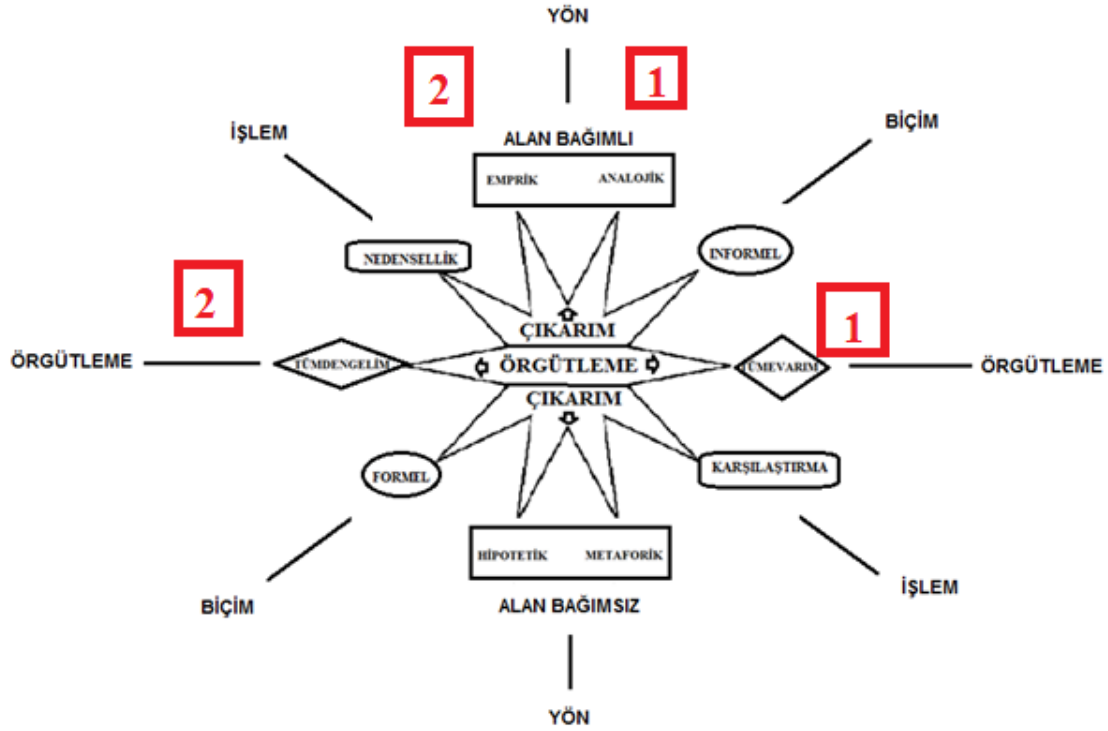 YÖN
2 1
BİÇİM
İŞLEM
ALAN BAĞIMLI
EMPRİK ANALOJİK
NEDENSELLİK
INFORMEL
2
1
ÇIKARIM
ÖRGÜTLEME TÜMDENGELİM ÖRGÜTLEME TÜMEVARIM ÖRGÜTLEME
ÇIKARIM
FORMEL
KARŞILAŞTIRMA
HİPOTETİK METAFORİK
İŞLEM
BİÇİM
ALAN BAĞIMSIZ
YÖN